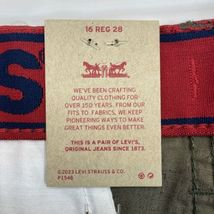 16 REG 28
S
WE'VE BEEN CRAFTING
QUALITY CLOTHING FOR
OVER 150 YEARS. FROM OUR
FITS TO FABRICS, WE KEEP
PIONEERING WAYS TO MAKE
GREAT THINGS EVEN BETTER.
THIS IS A PAIR OF LEVI'S®
ORIGINAL JEANS SINCE 1873.
©2023 LEVI STRAUSS & CO.
P1546